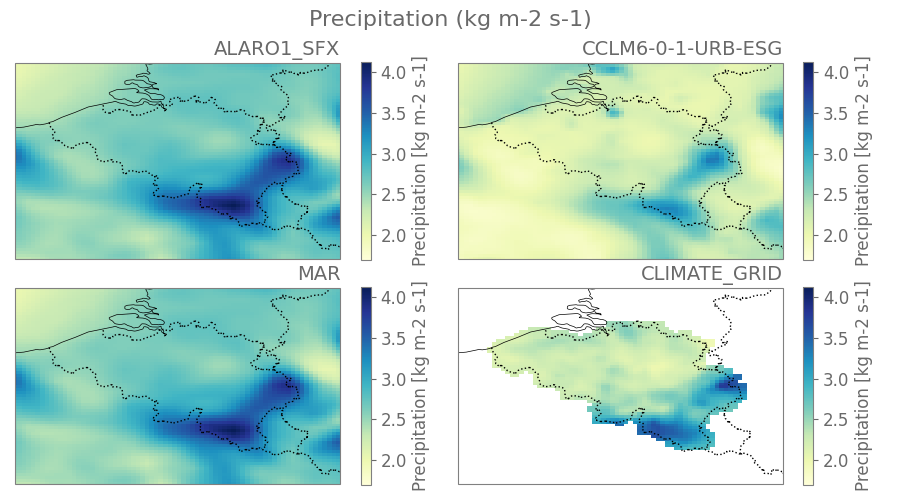 Precipitation (kg m-2 s-1)
ALARO1_SFX
4.0
3.5
3.0
2.5
2.0
Precipitation [kg m-2 s-1]
CCLM6-0-1-URB-ESG
4.0
3.5
3.0
2.5
2.0
Precipitation [kg m-2 s-1]
MAR
4.0
3.5
3.0
2.5
2.0
Precipitation [kg m-2 s-1]
CLIMATE_GRID
4.0
3.5
3.0
2.5
2.0
Precipitation [kg m-2 s-1]